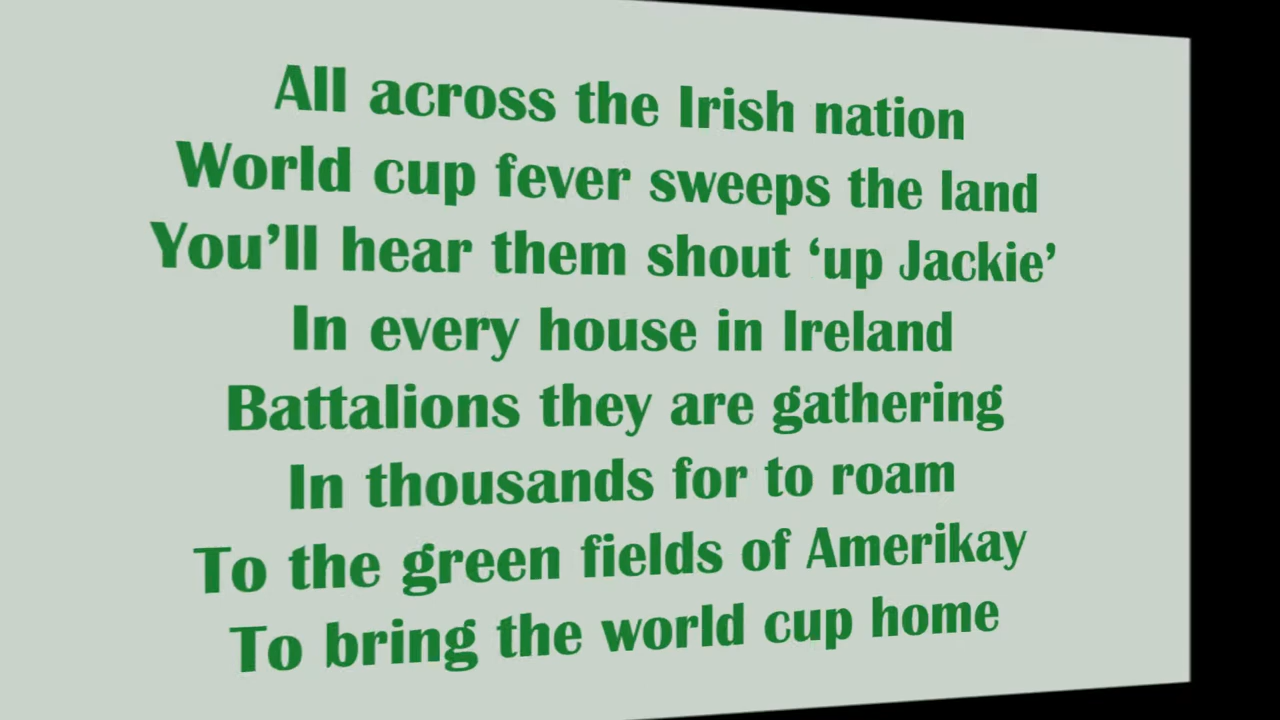 All across the Irish nation
World cup fever sweeps the land
You’ll hear them shout ‘up Jackie’
In every house in Ireland
Battalions they are gathering
In thousands for to roam
To the green fields of Amerikay
To bring the world cup home